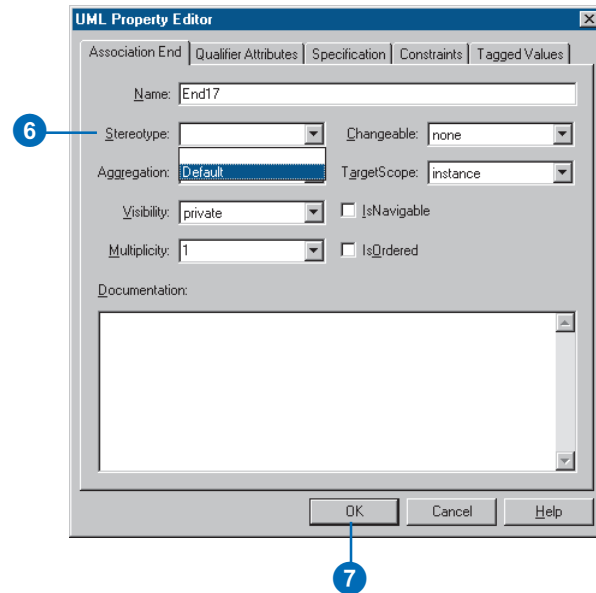 UML Property Editor
Association End Qualifier Attributes Specification Constraints Tagged Values
Name: End17
6 Stereotype: Changeable: none
Aggregation: Default TargetScope: instance
Visibility: private IsNavigable
Multiplicity: 1 IsOrdered
Documentation:
OK Cancel Help
7